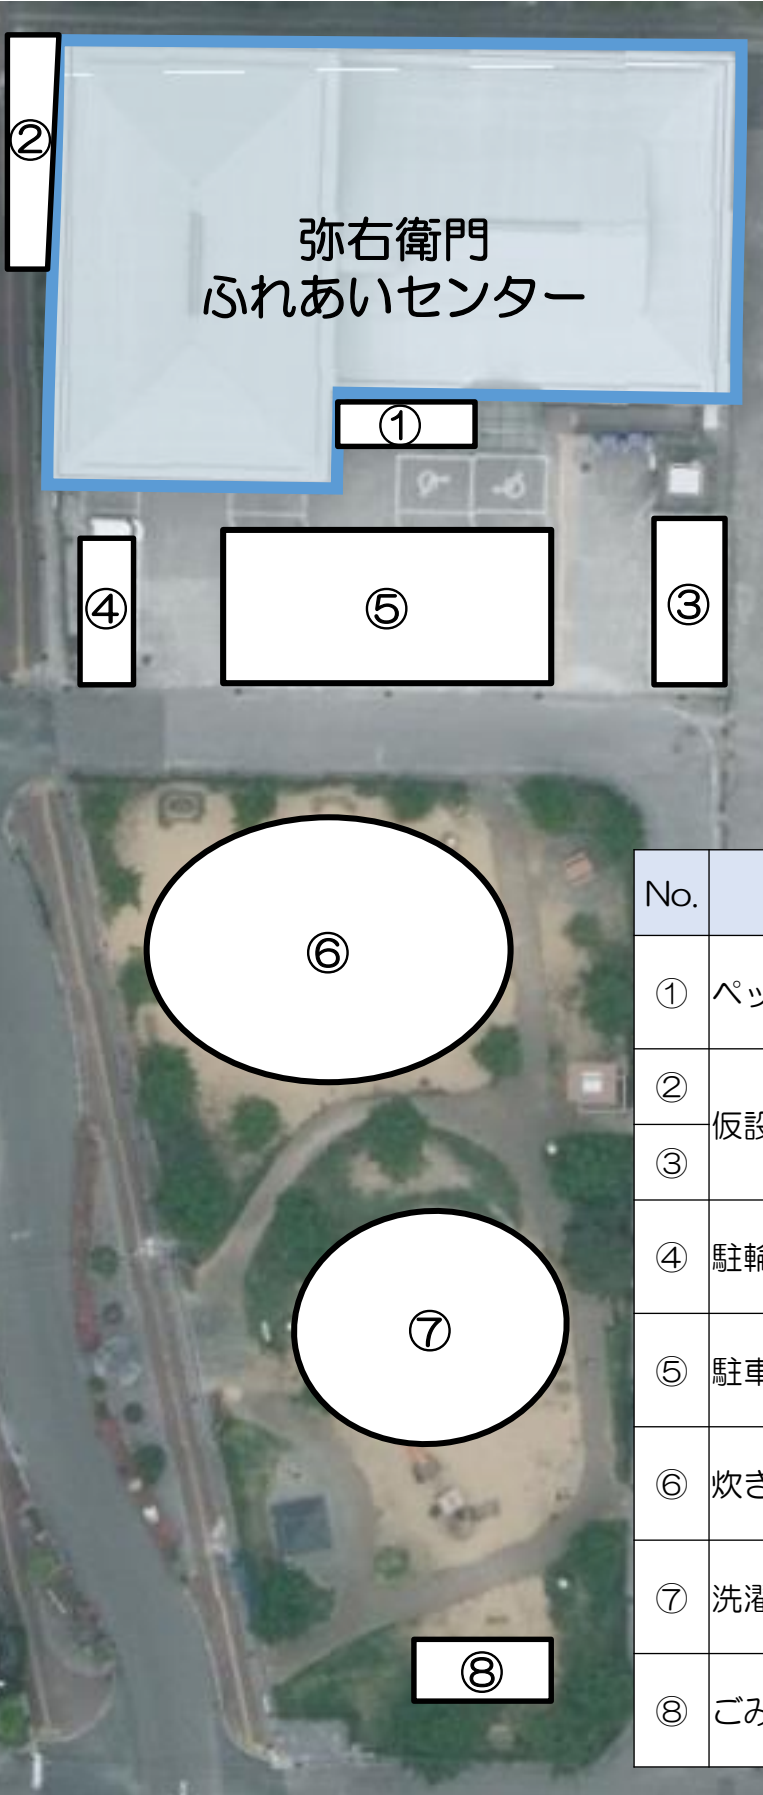 ②
弥右衛門
ふれあいセンター
①
④
⑤
③
⑥
⑦
⑧
No.
① ペッ
②
仮設
③
④ 駐輪
⑤ 駐車
⑥ 炊き
⑦ 洗濯
⑧ ごみ